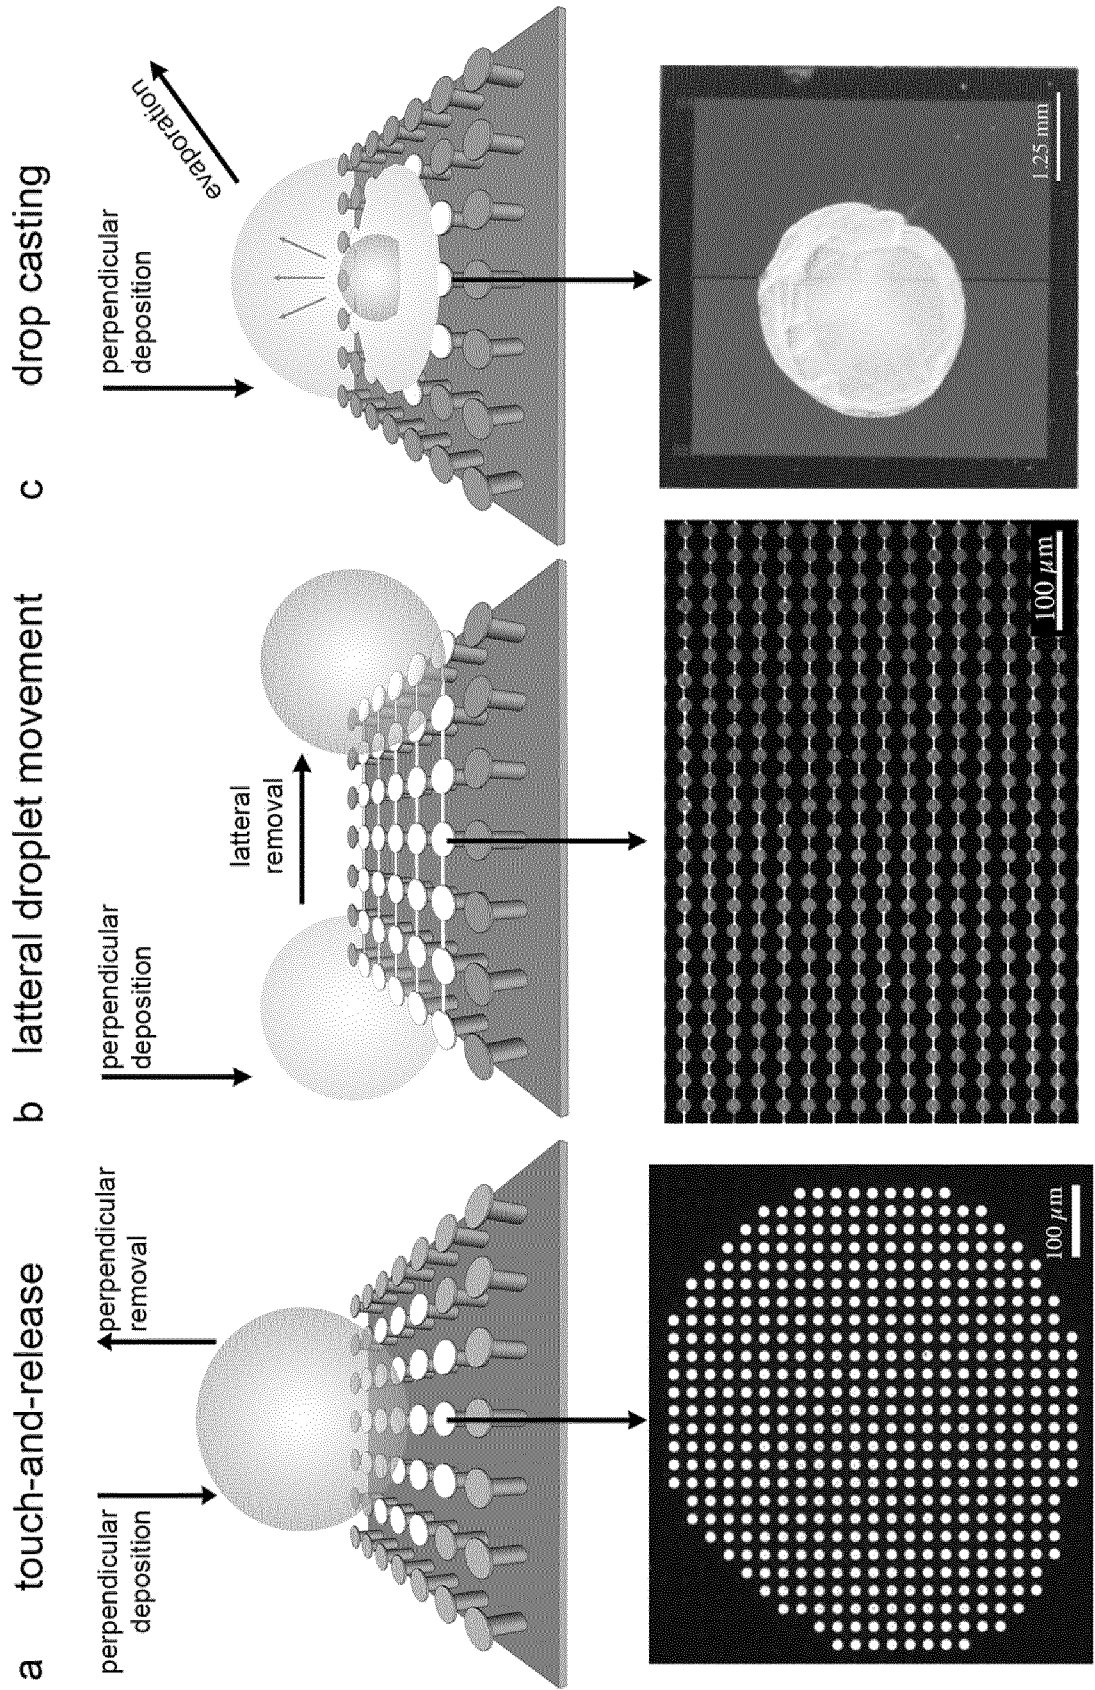 a touch-and-release
perpendicular
deposition
perpendicular
removal
100 µm
b latteral droplet movement
perpendicular
deposition
latteral
removal
100 µm
c drop casting
perpendicular
deposition
evaporation
1.25 mm